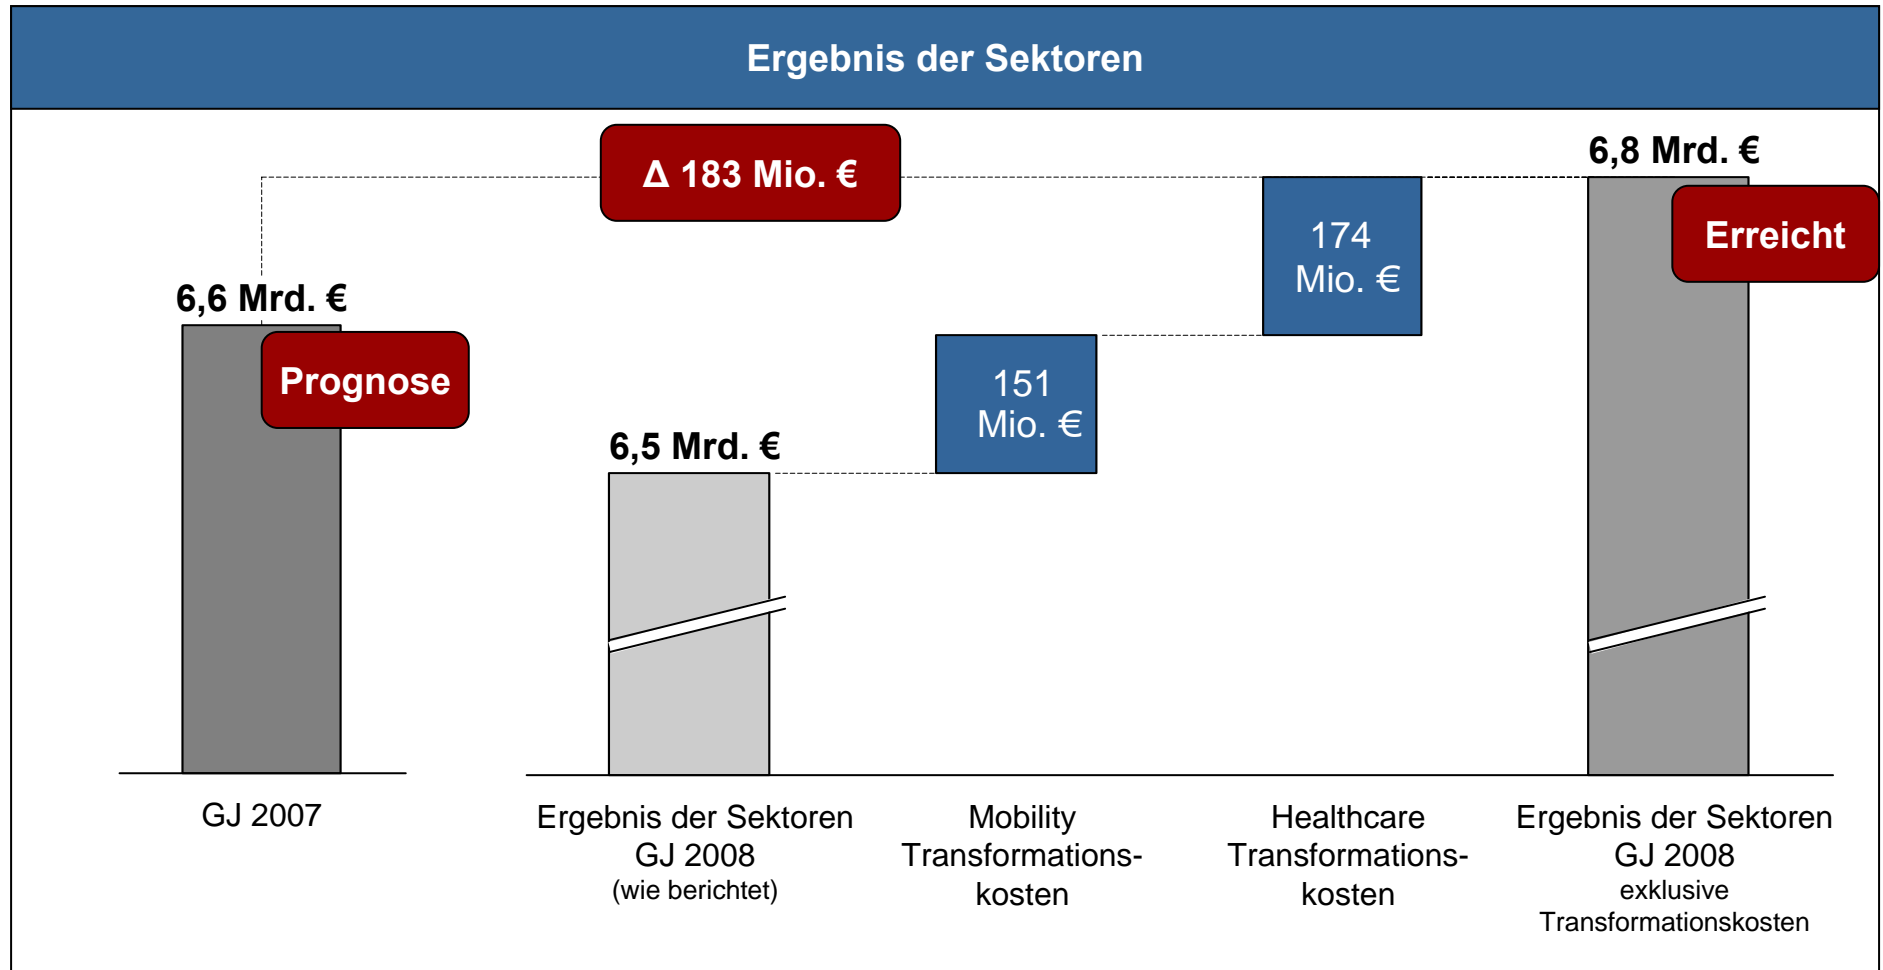 Ergebnis der Sektoren
Δ 183 Mio. €
6,8 Mrd. €
Erreicht
174
Mio. €
6,6 Mrd. €
Prognose
151
Mio. €
6,5 Mrd. €
GJ 2007
Ergebnis der Sektoren
GJ 2008
(wie berichtet)
Mobility
Transformations-
kosten
Healthcare
Transformations-
kosten
Ergebnis der Sektoren
GJ 2008
exklusive
Transformationskosten